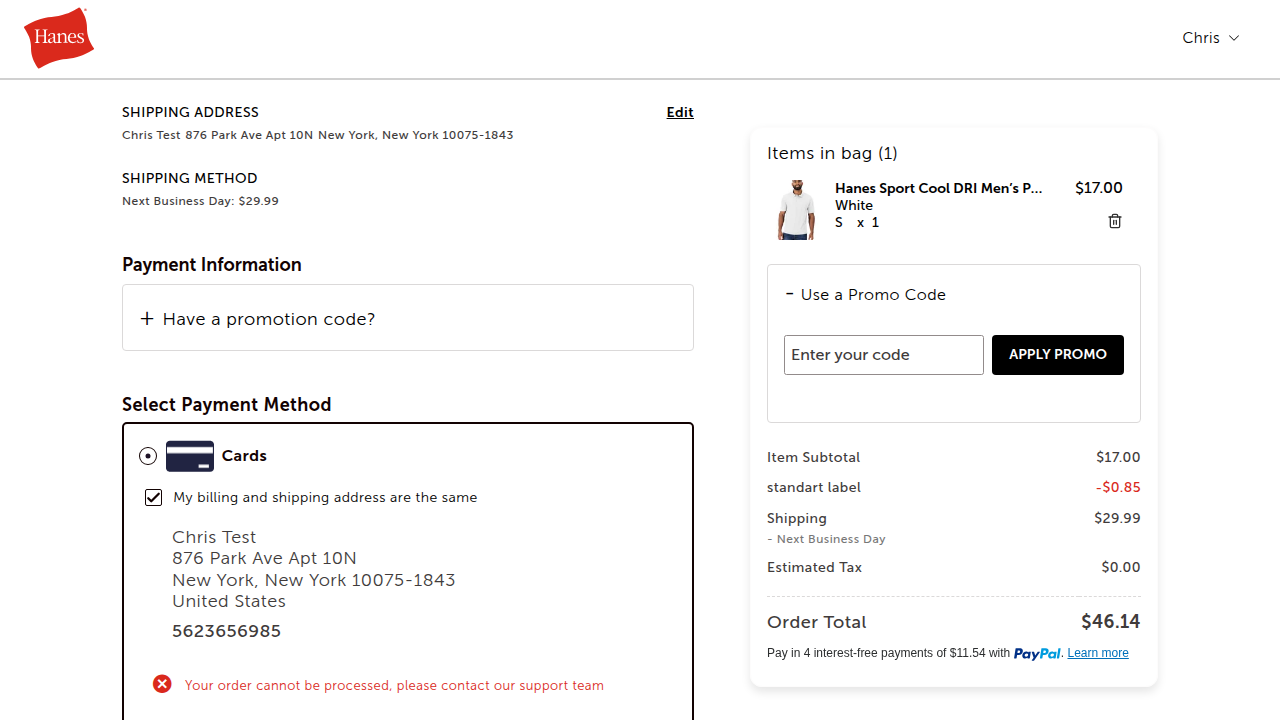 Hanes
Chris
SHIPPING ADDRESS
Edit
Chris Test 876 Park Ave Apt 10N New York, New York 10075-1843
SHIPPING METHOD
Next Business Day: $29.99
Payment Information
+ Have a promotion code?
Select Payment Method
Cards
My billing and shipping address are the same
Chris Test
876 Park Ave Apt 10N
New York, New York 10075-1843
United States
5623656985
Your order cannot be processed, please contact our support team
Items in bag (1)
Hanes Sport Cool DRI Men’s P... $17.00
White
S x 1
- Use a Promo Code
Enter your code
APPLY PROMO
Item Subtotal $17.00
standart label -$0.85
Shipping $29.99
- Next Business Day
Estimated Tax $0.00
Order Total $46.14
Pay in 4 interest-free payments of $11.54 with PayPal. Learn more